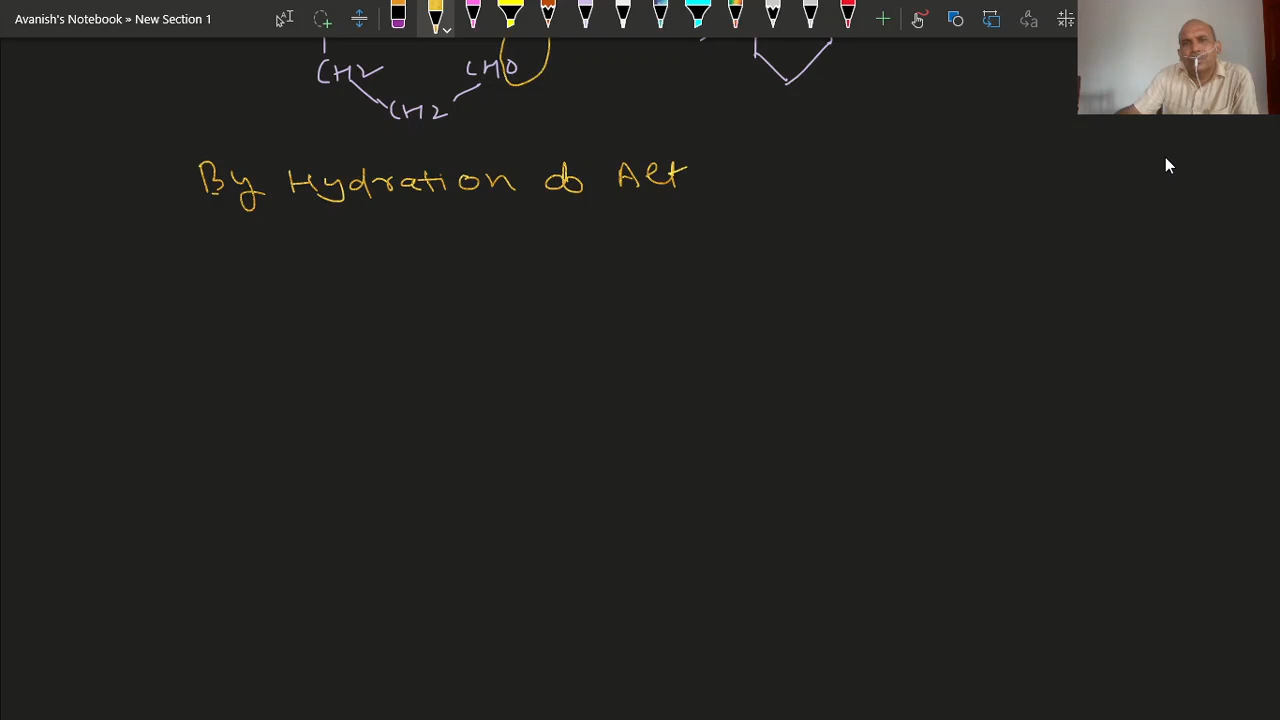 Avanish's Notebook » New Section 1
CH2
CHO
CH2
By Hydration of Alk